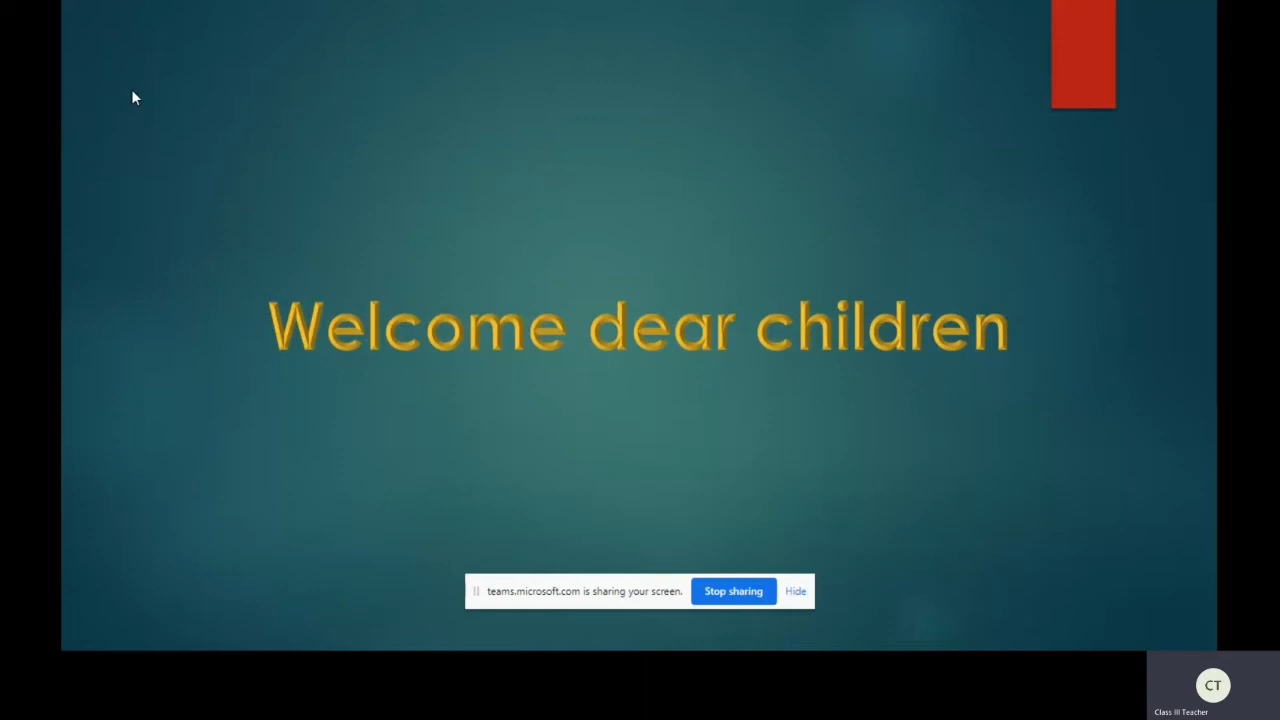 Welcome dear children
teams.microsoft.com is sharing your screen. Stop sharing Hide
CT
Class III Teacher